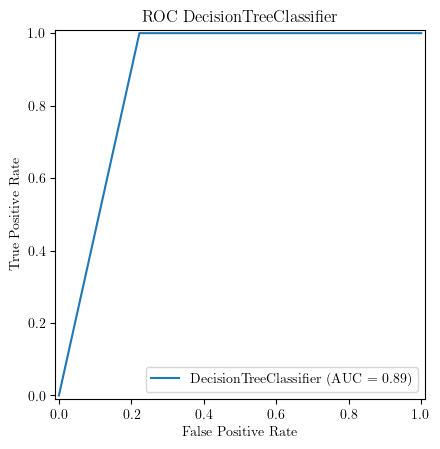 ROC DecisionTreeClassifier
1.0
0.8
0.6
0.4
0.2
0.0
True Positive Rate
DecisionTreeClassifier (AUC = 0.89)
0.0 0.2 0.4 0.6 0.8 1.0
False Positive Rate